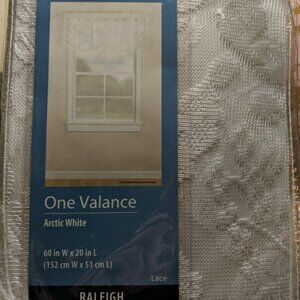 One Valance
Arctic White
60 in W x 20 in L
(152 cm W x 51 cm L)
Lace
RALEIGH